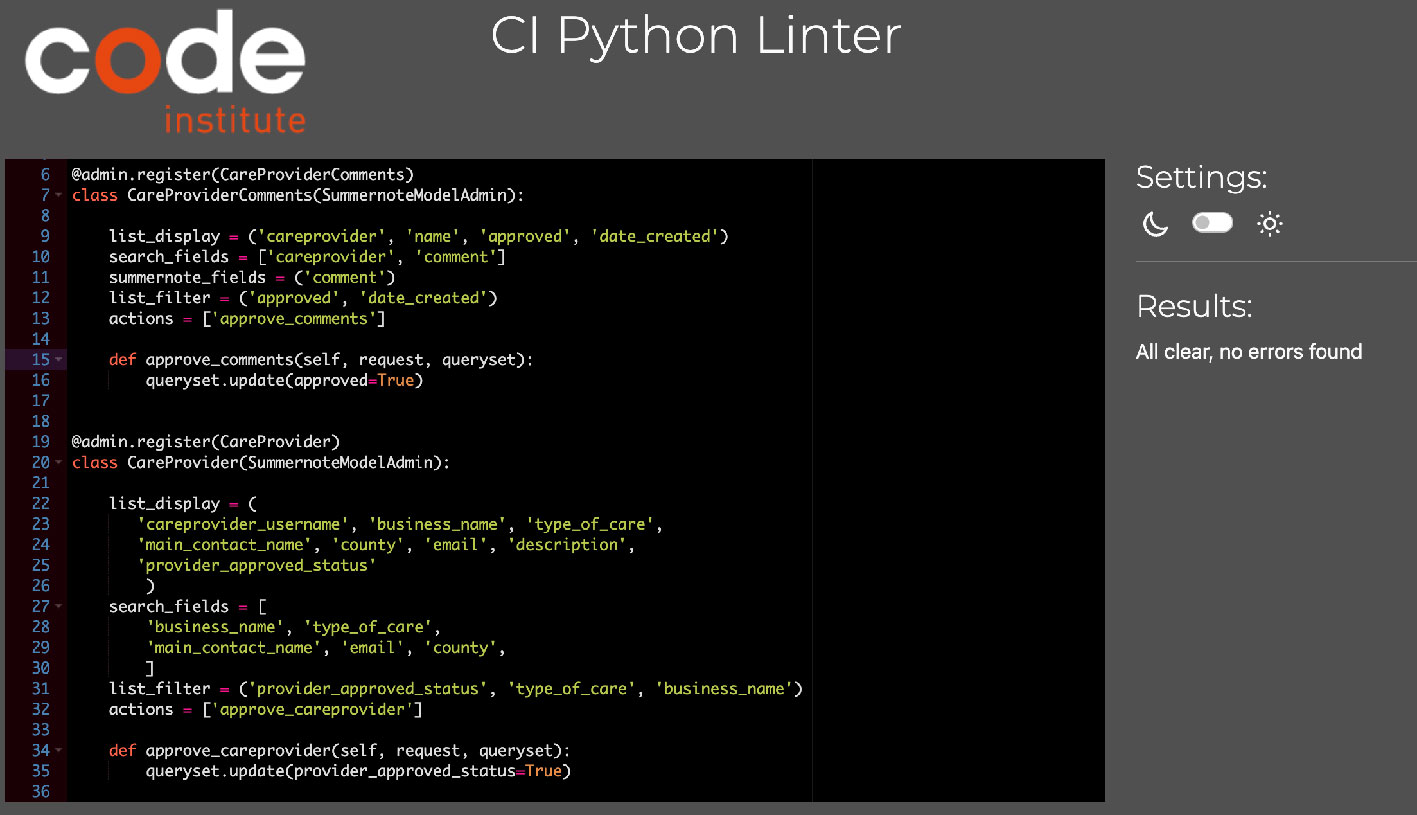 code
institute
CI Python Linter
6 @admin.register(CareProviderComments)
7 class CareProviderComments(SummernoteModelAdmin):
8
9     list_display = ('careprovider', 'name', 'approved', 'date_created')
10     search_fields = ['careprovider', 'comment']
11     summernote_fields = ('comment')
12     list_filter = ('approved', 'date_created')
13     actions = ['approve_comments']
14
15     def approve_comments(self, request, queryset):
16         queryset.update(approved=True)
17
18
19 @admin.register(CareProvider)
20 class CareProvider(SummernoteModelAdmin):
21
22     list_display = (
23        'careprovider_username', 'business_name', 'type_of_care',
24        'main_contact_name', 'county', 'email', 'description',
25        'provider_approved_status'
26         )
27     search_fields = [
28         'business_name', 'type_of_care',
29         'main_contact_name', 'email', 'county',
30         ]
31     list_filter = ('provider_approved_status', 'type_of_care', 'business_name')
32     actions = ['approve_careprovider']
33
34     def approve_careprovider(self, request, queryset):
35         queryset.update(provider_approved_status=True)
36
Settings:
Results:
All clear, no errors found